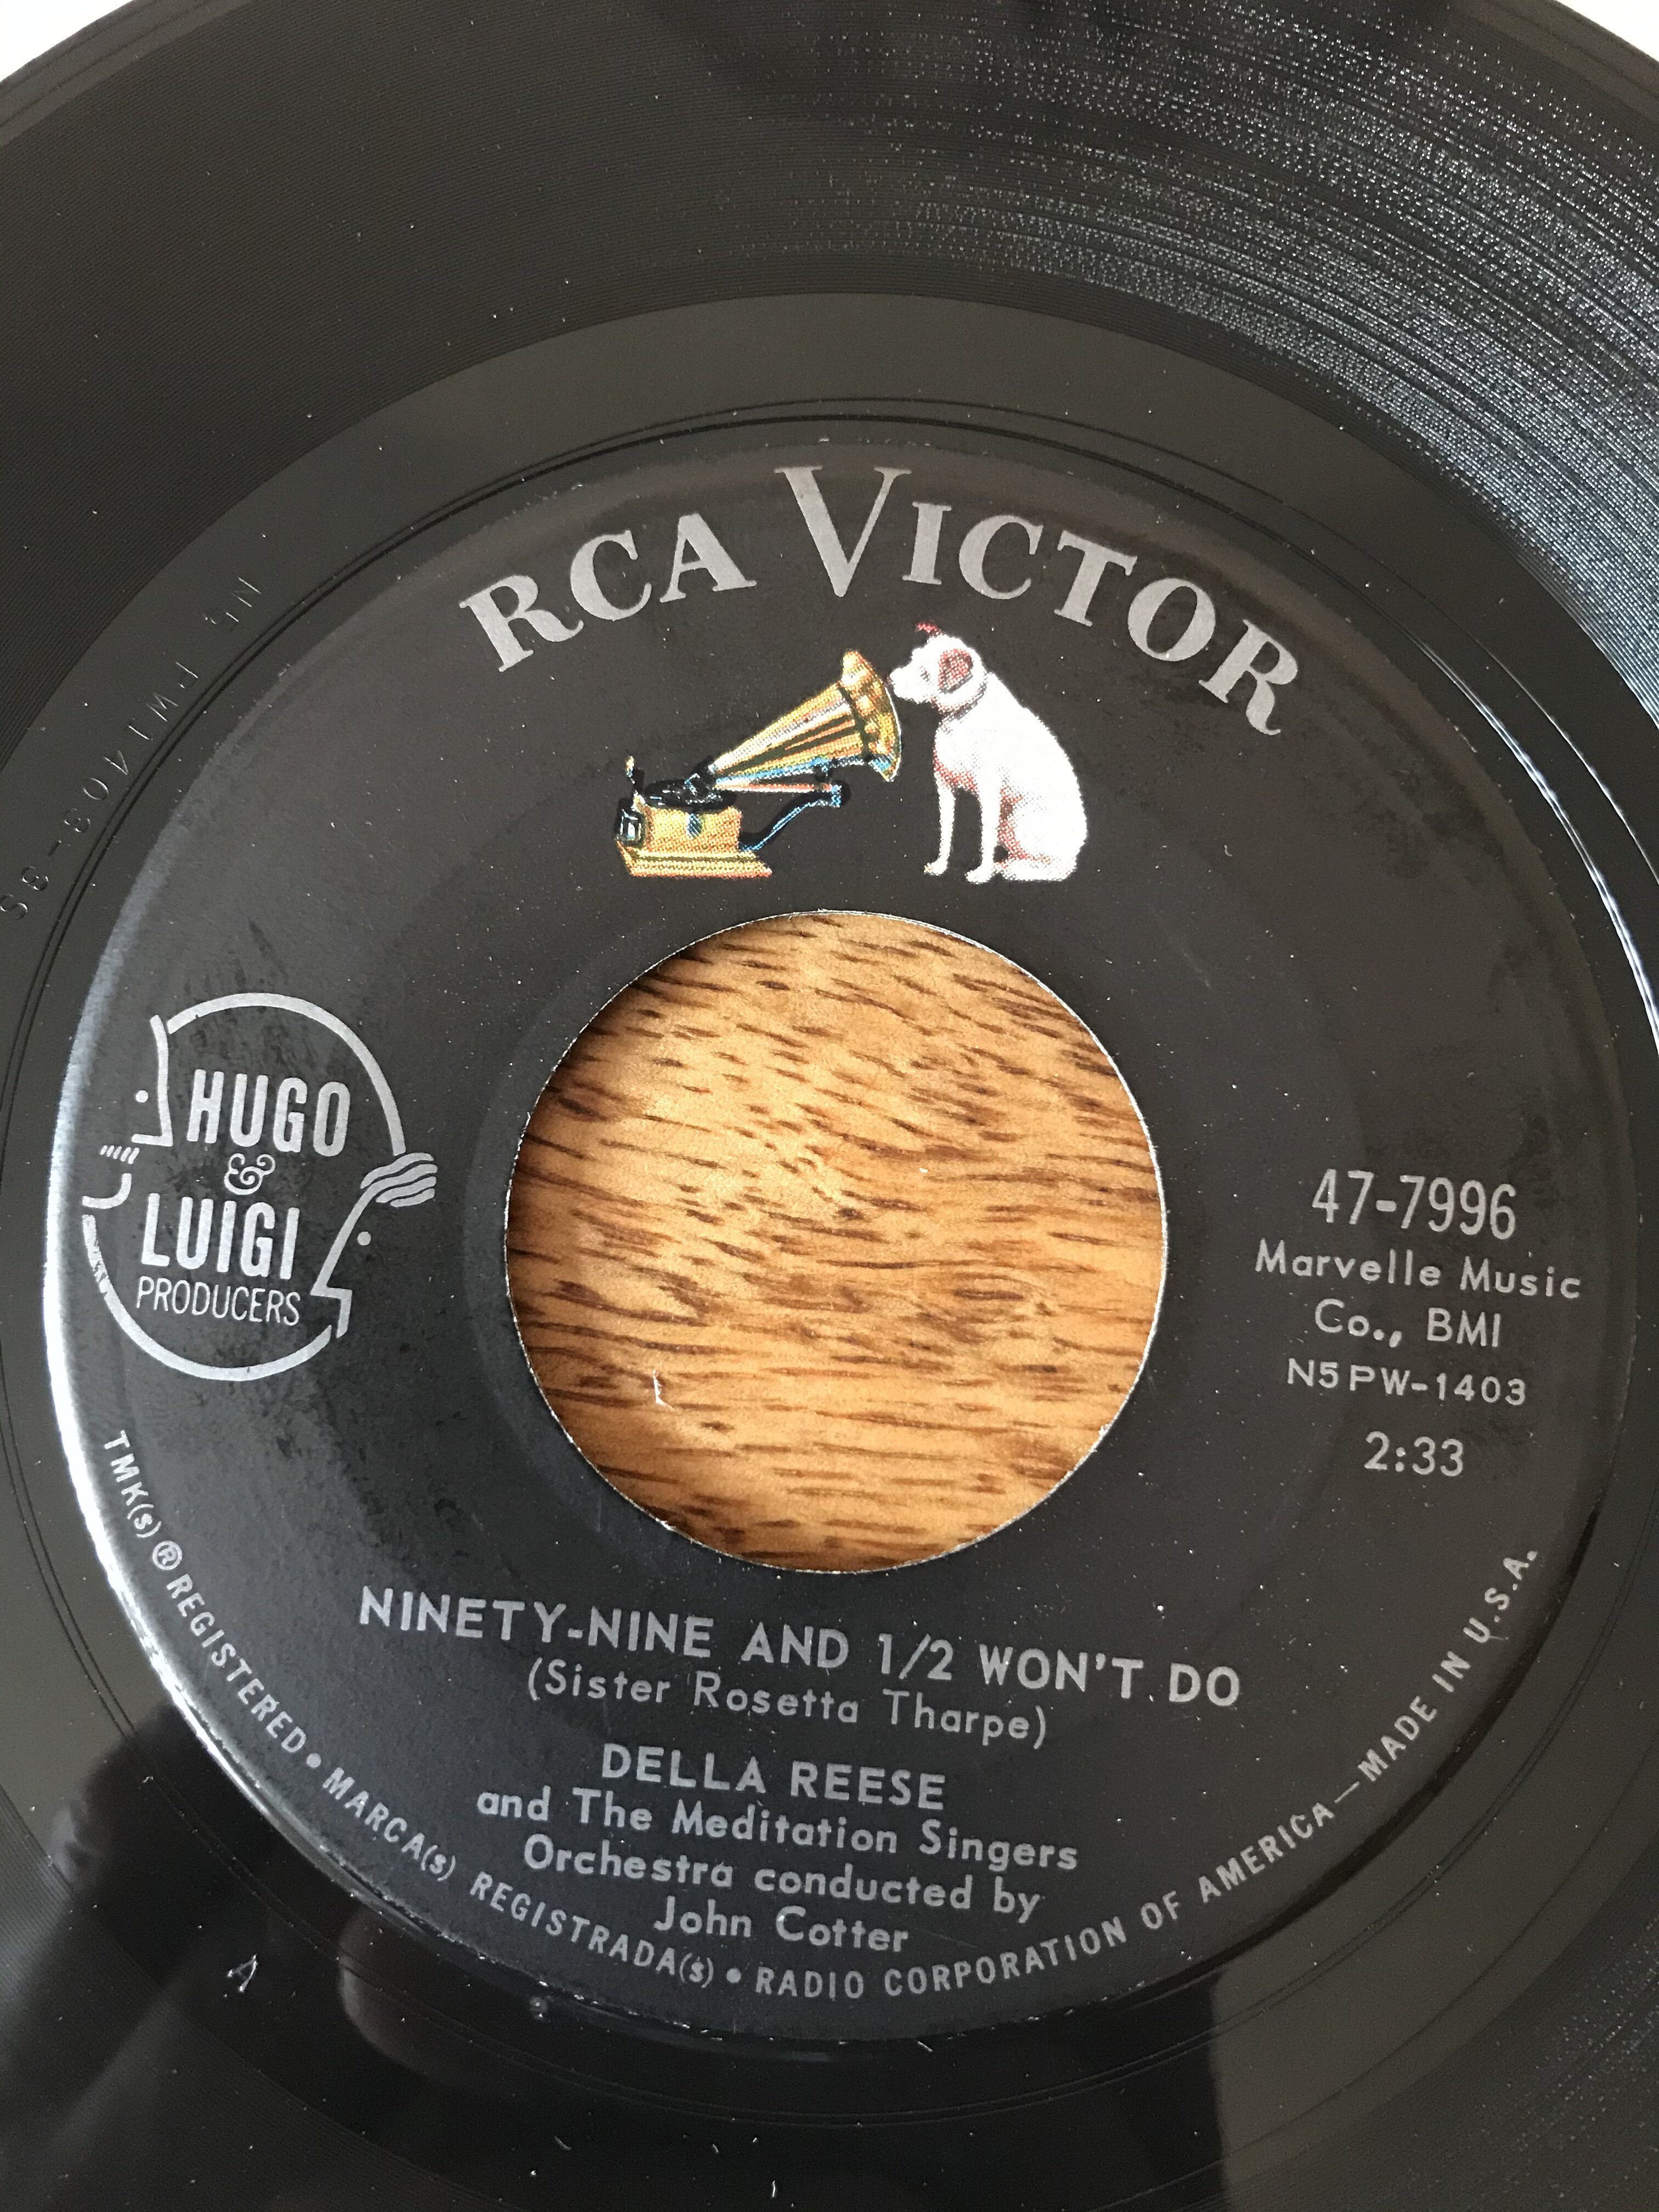 RCA VICTOR
HUGO
&
LUIGI
PRODUCERS
47-7996
Marvelle Music
Co., BMI
N5PW-1403
2:33
NINETY-NINE AND 1/2 WON'T DO
(Sister Rosetta Tharpe)
DELLA REESE
and The Meditation Singers
Orchestra conducted by
John Cotter
TMK(s) ® REGISTERED • MARCA(s) REGISTRADA(s) • RADIO CORPORATION OF AMERICA—MADE IN U.S.A.
N5PW1403-3S
A